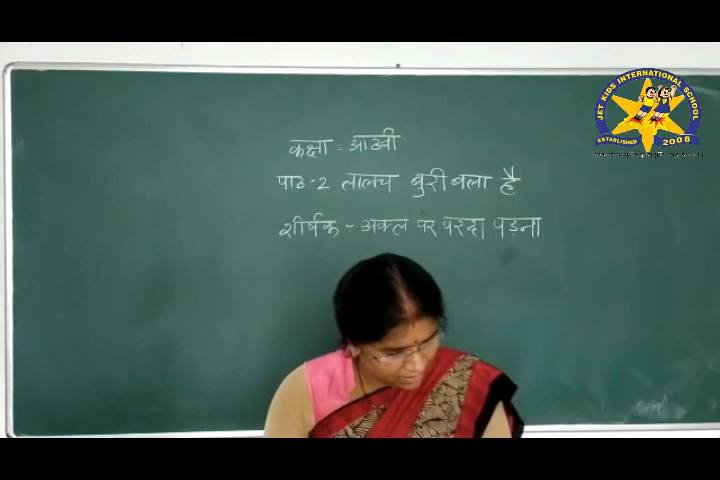 कक्षा - आठवी
पाठ-2 लालच बुरी बला है
शीर्षक - अक्ल पर परदा पड़ना
JET KIDS INTERNATIONAL SCHOOL
ESTABLISHED 2008